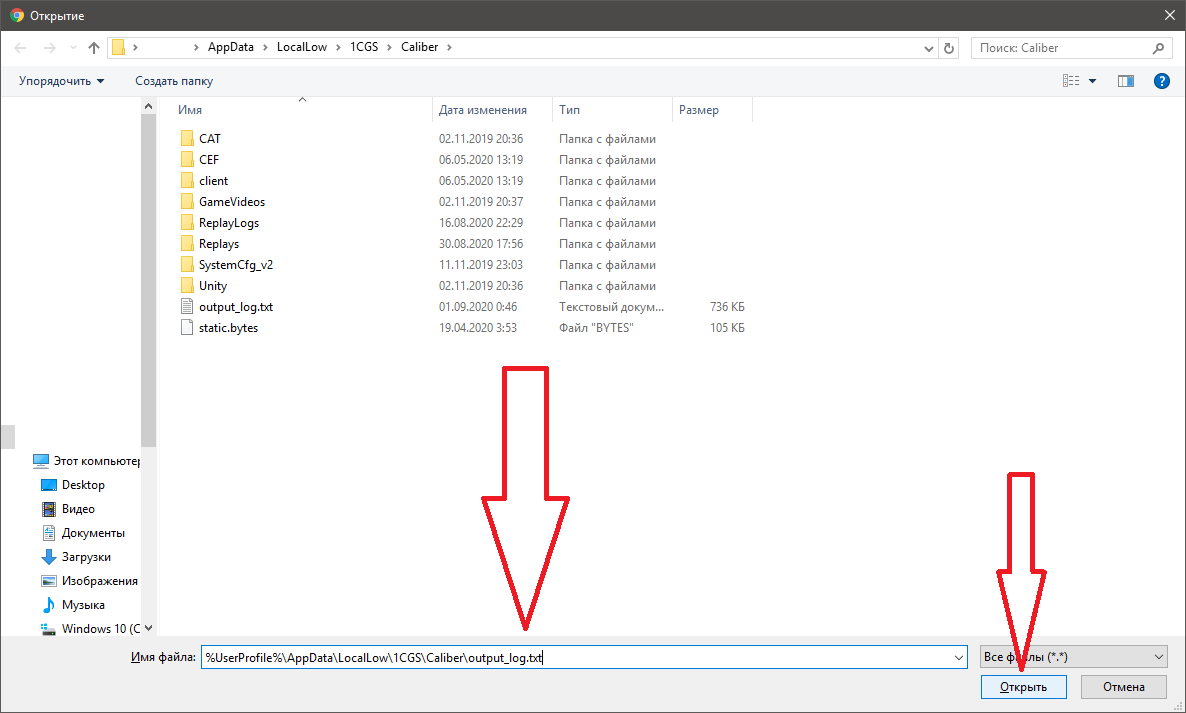 Открытие
AppData LocalLow 1CGS Caliber
Поиск: Caliber
Упорядочить Создать папку
Имя Дата изменения Тип Размер
CAT 02.11.2019 20:36 Папка с файлами
CEF 06.05.2020 13:19 Папка с файлами
client 06.05.2020 13:19 Папка с файлами
GameVideos 02.11.2019 20:37 Папка с файлами
ReplayLogs 16.08.2020 22:29 Папка с файлами
Replays 30.08.2020 17:56 Папка с файлами
SystemCfg_v2 11.11.2019 23:03 Папка с файлами
Unity 02.11.2019 20:36 Папка с файлами
output_log.txt 01.09.2020 0:46 Текстовый докум... 736 КБ
static.bytes 19.04.2020 3:53 Файл "BYTES" 105 КБ
Этот компьютер
Desktop
Видео
Документы
Загрузки
Изображения
Музыка
Windows 10 (C
Имя файла: %UserProfile%\AppData\LocalLow\1CGS\Caliber\output_log.txt Все файлы (*.*)
Открыть Отмена